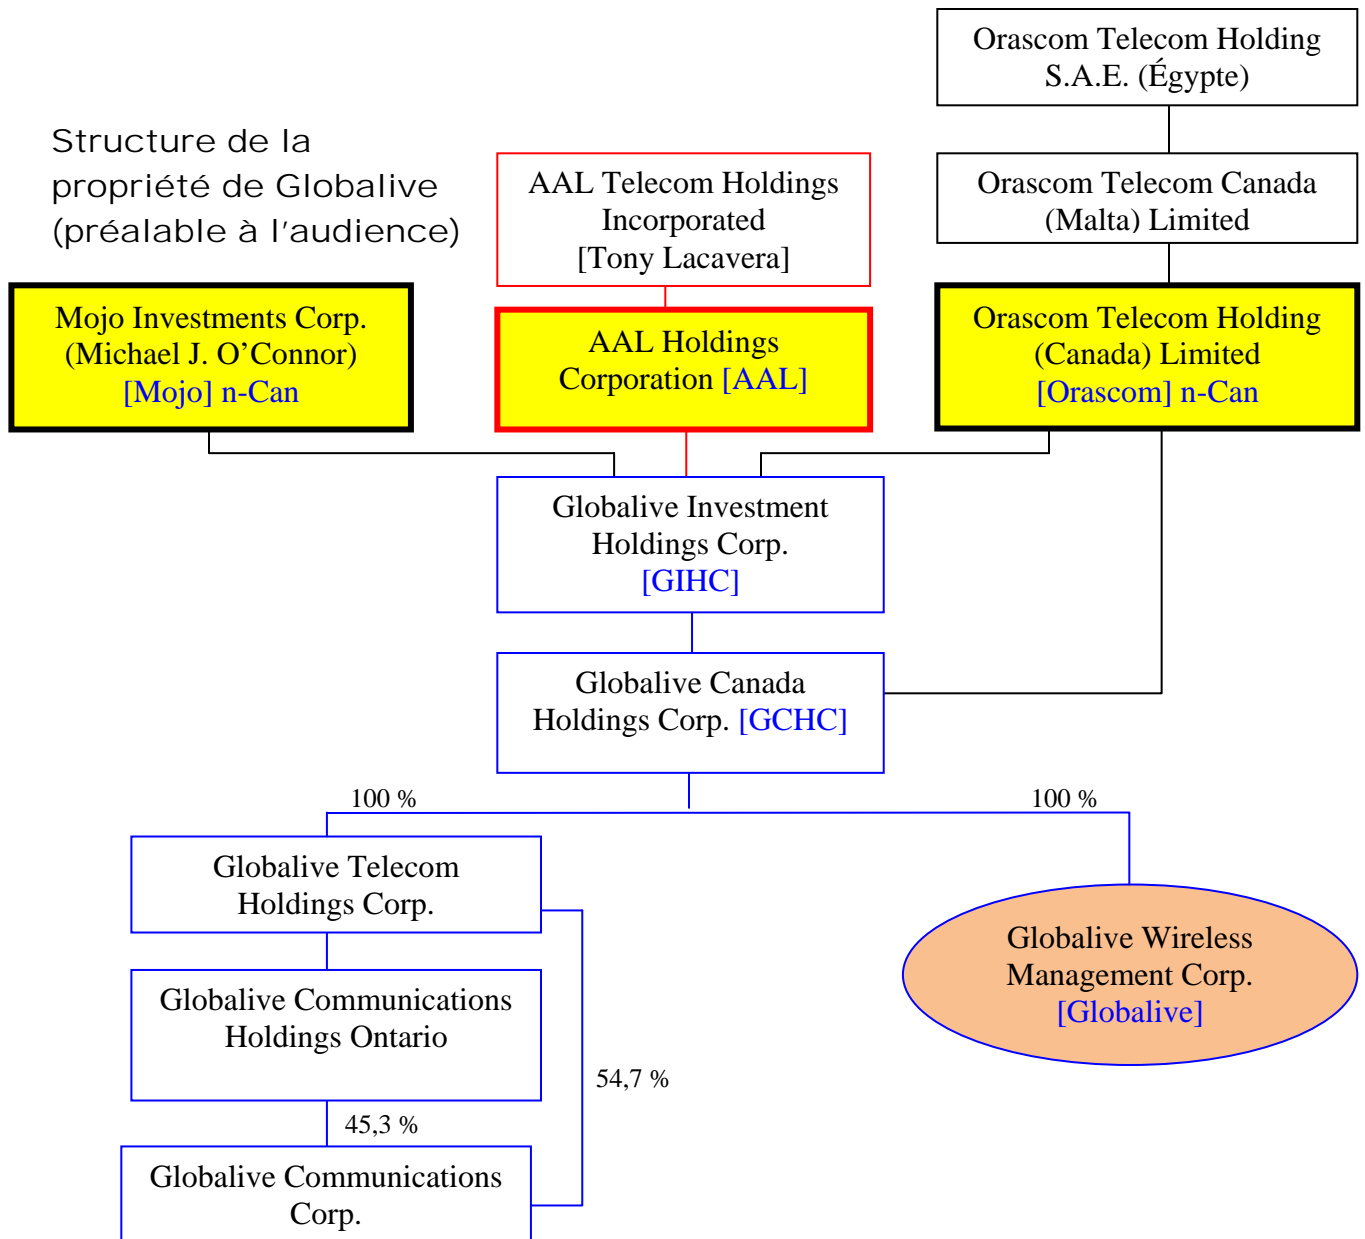 Orascom Telecom Holding
S.A.E. (Égypte)
Structure de la
propriété de Globalive
(préalable à l'audience)
AAL Telecom Holdings
Incorporated
[Tony Lacavera]
Orascom Telecom Canada
(Malta) Limited
Mojo Investments Corp.
(Michael J. O’Connor)
[Mojo] n-Can
AAL Holdings
Corporation [AAL]
Orascom Telecom Holding
(Canada) Limited
[Orascom] n-Can
Globalive Investment
Holdings Corp.
[GIHC]
Globalive Canada
Holdings Corp. [GCHC]
100 %
100 %
Globalive Telecom
Holdings Corp.
Globalive Wireless
Management Corp.
[Globalive]
Globalive Communications
Holdings Ontario
54,7 %
45,3 %
Globalive Communications
Corp.